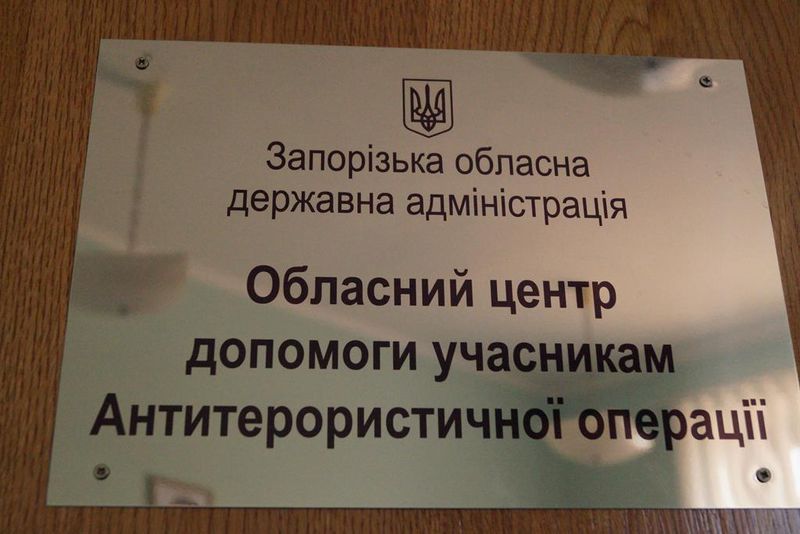 Запорізька обласна
державна адміністрація
Обласний центр
допомоги учасникам
Антитерористичної операції